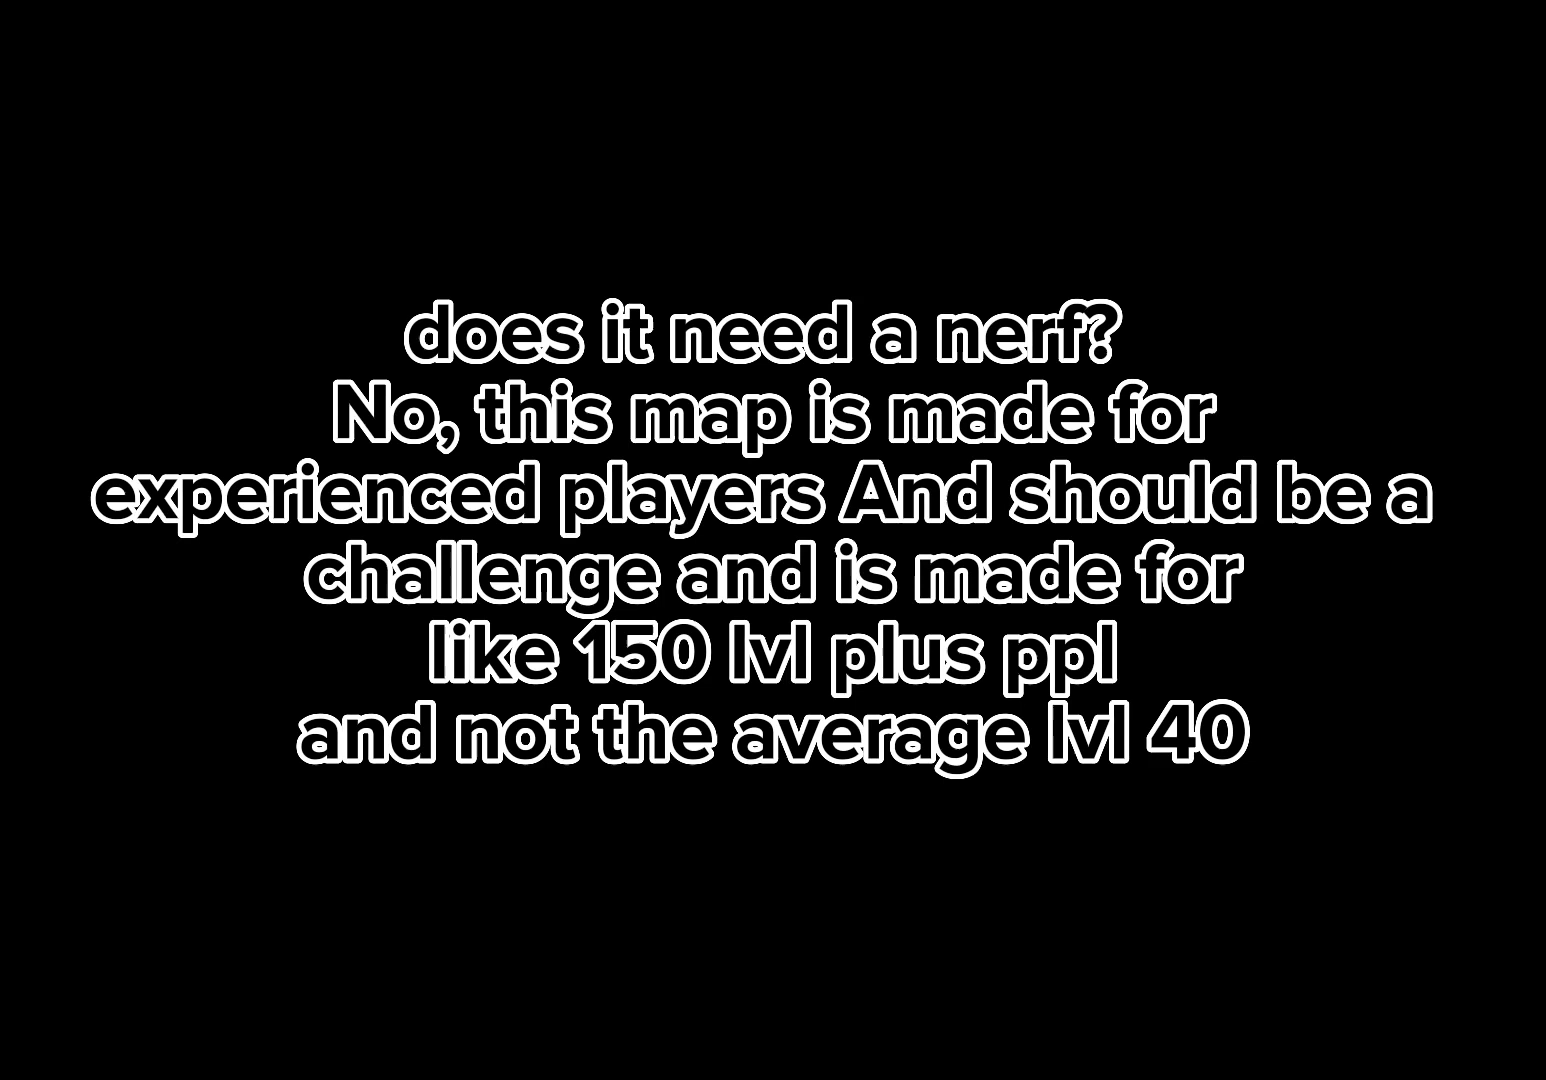 does it need a nerf?
No, this map is made for
experienced players And should be a
challenge and is made for
like 150 lvl plus ppl
and not the average lvl 40